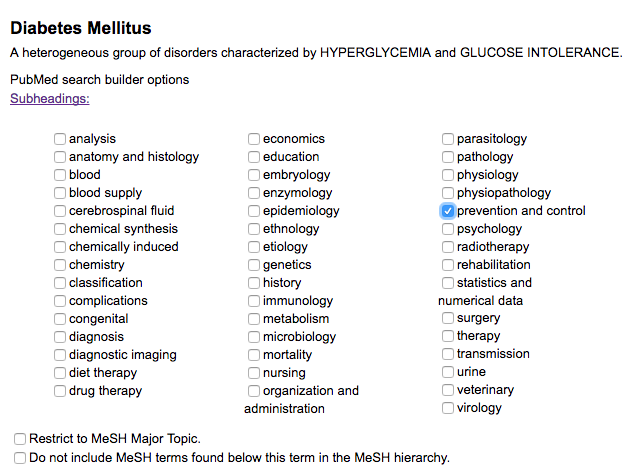 Diabetes Mellitus
A heterogeneous group of disorders characterized by HYPERGLYCEMIA and GLUCOSE INTOLERANCE.
PubMed search builder options
Subheadings:
analysis
anatomy and histology
blood
blood supply
cerebrospinal fluid
chemical synthesis
chemically induced
chemistry
classification
complications
congenital
diagnosis
diagnostic imaging
diet therapy
drug therapy
economics
education
embryology
enzymology
epidemiology
ethnology
etiology
genetics
history
immunology
metabolism
microbiology
mortality
nursing
organization and
administration
parasitology
pathology
physiology
physiopathology
prevention and control
psychology
radiotherapy
rehabilitation
statistics and
numerical data
surgery
therapy
transmission
urine
veterinary
virology
Restrict to MeSH Major Topic.
Do not include MeSH terms found below this term in the MeSH hierarchy.